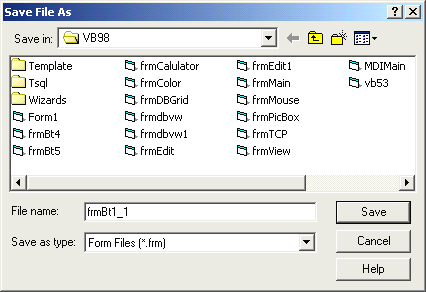 Save File As
Save in: VB98
Template frmCalulator frmEdit1 MDIMain
Tsql frmColor frmMain vb53
Wizards frmDBGrid frmMouse
Form1 frmdbvw frmPicBox
frmBt4 frmdbvw1 frmTCP
frmBt5 frmEdit frmView
File name: frmBt1_1 Save
Save as type: Form Files (*.frm) Cancel
Help